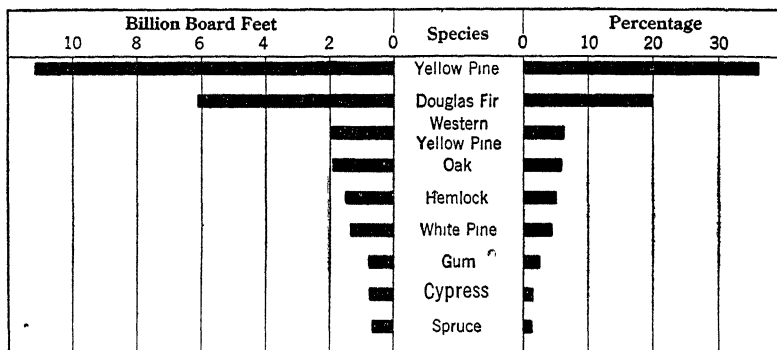 Billion Board Feet Species Percentage
10 8 6 4 2 0 0 10 20 30
Yellow Pine
Douglas Fir
Western
Yellow Pine
Oak
Hemlock
White Pine
Gum
Cypress
Spruce